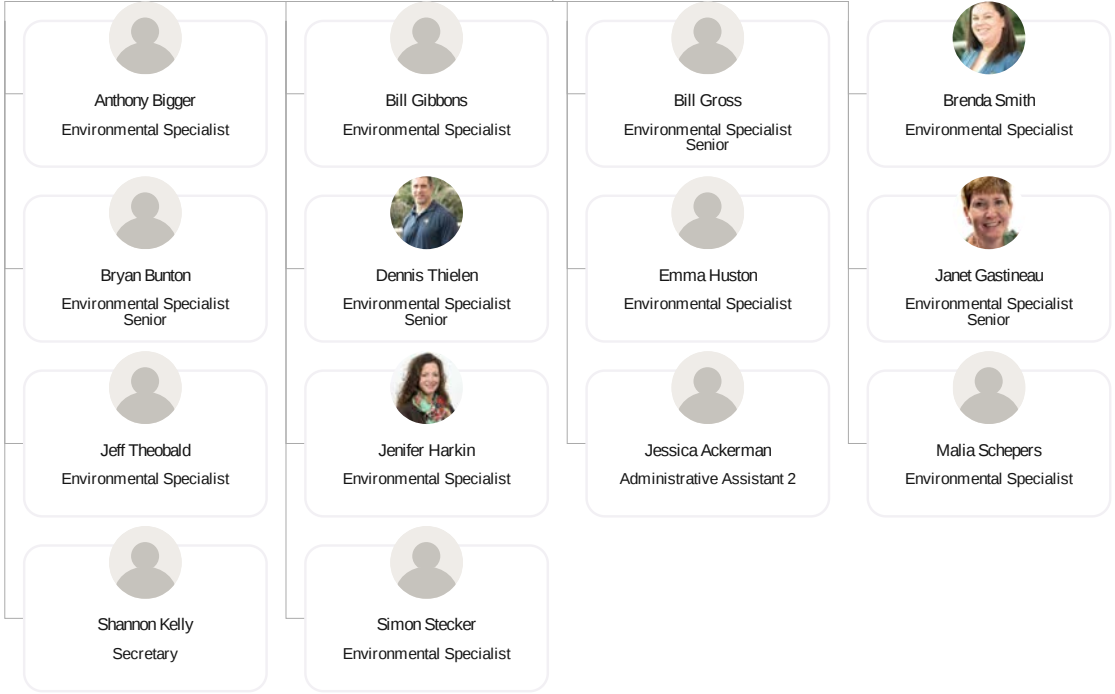 Anthony Bigger
Environmental Specialist
Bill Gibbons
Environmental Specialist
Bill Gross
Environmental Specialist
Senior
Brenda Smith
Environmental Specialist
Bryan Bunton
Environmental Specialist
Senior
Dennis Thielen
Environmental Specialist
Senior
Emma Huston
Environmental Specialist
Janet Gastineau
Environmental Specialist
Senior
Jeff Theobald
Environmental Specialist
Jenifer Harkin
Environmental Specialist
Jessica Ackerman
Administrative Assistant 2
Malia Schepers
Environmental Specialist
Shannon Kelly
Secretary
Simon Stecker
Environmental Specialist